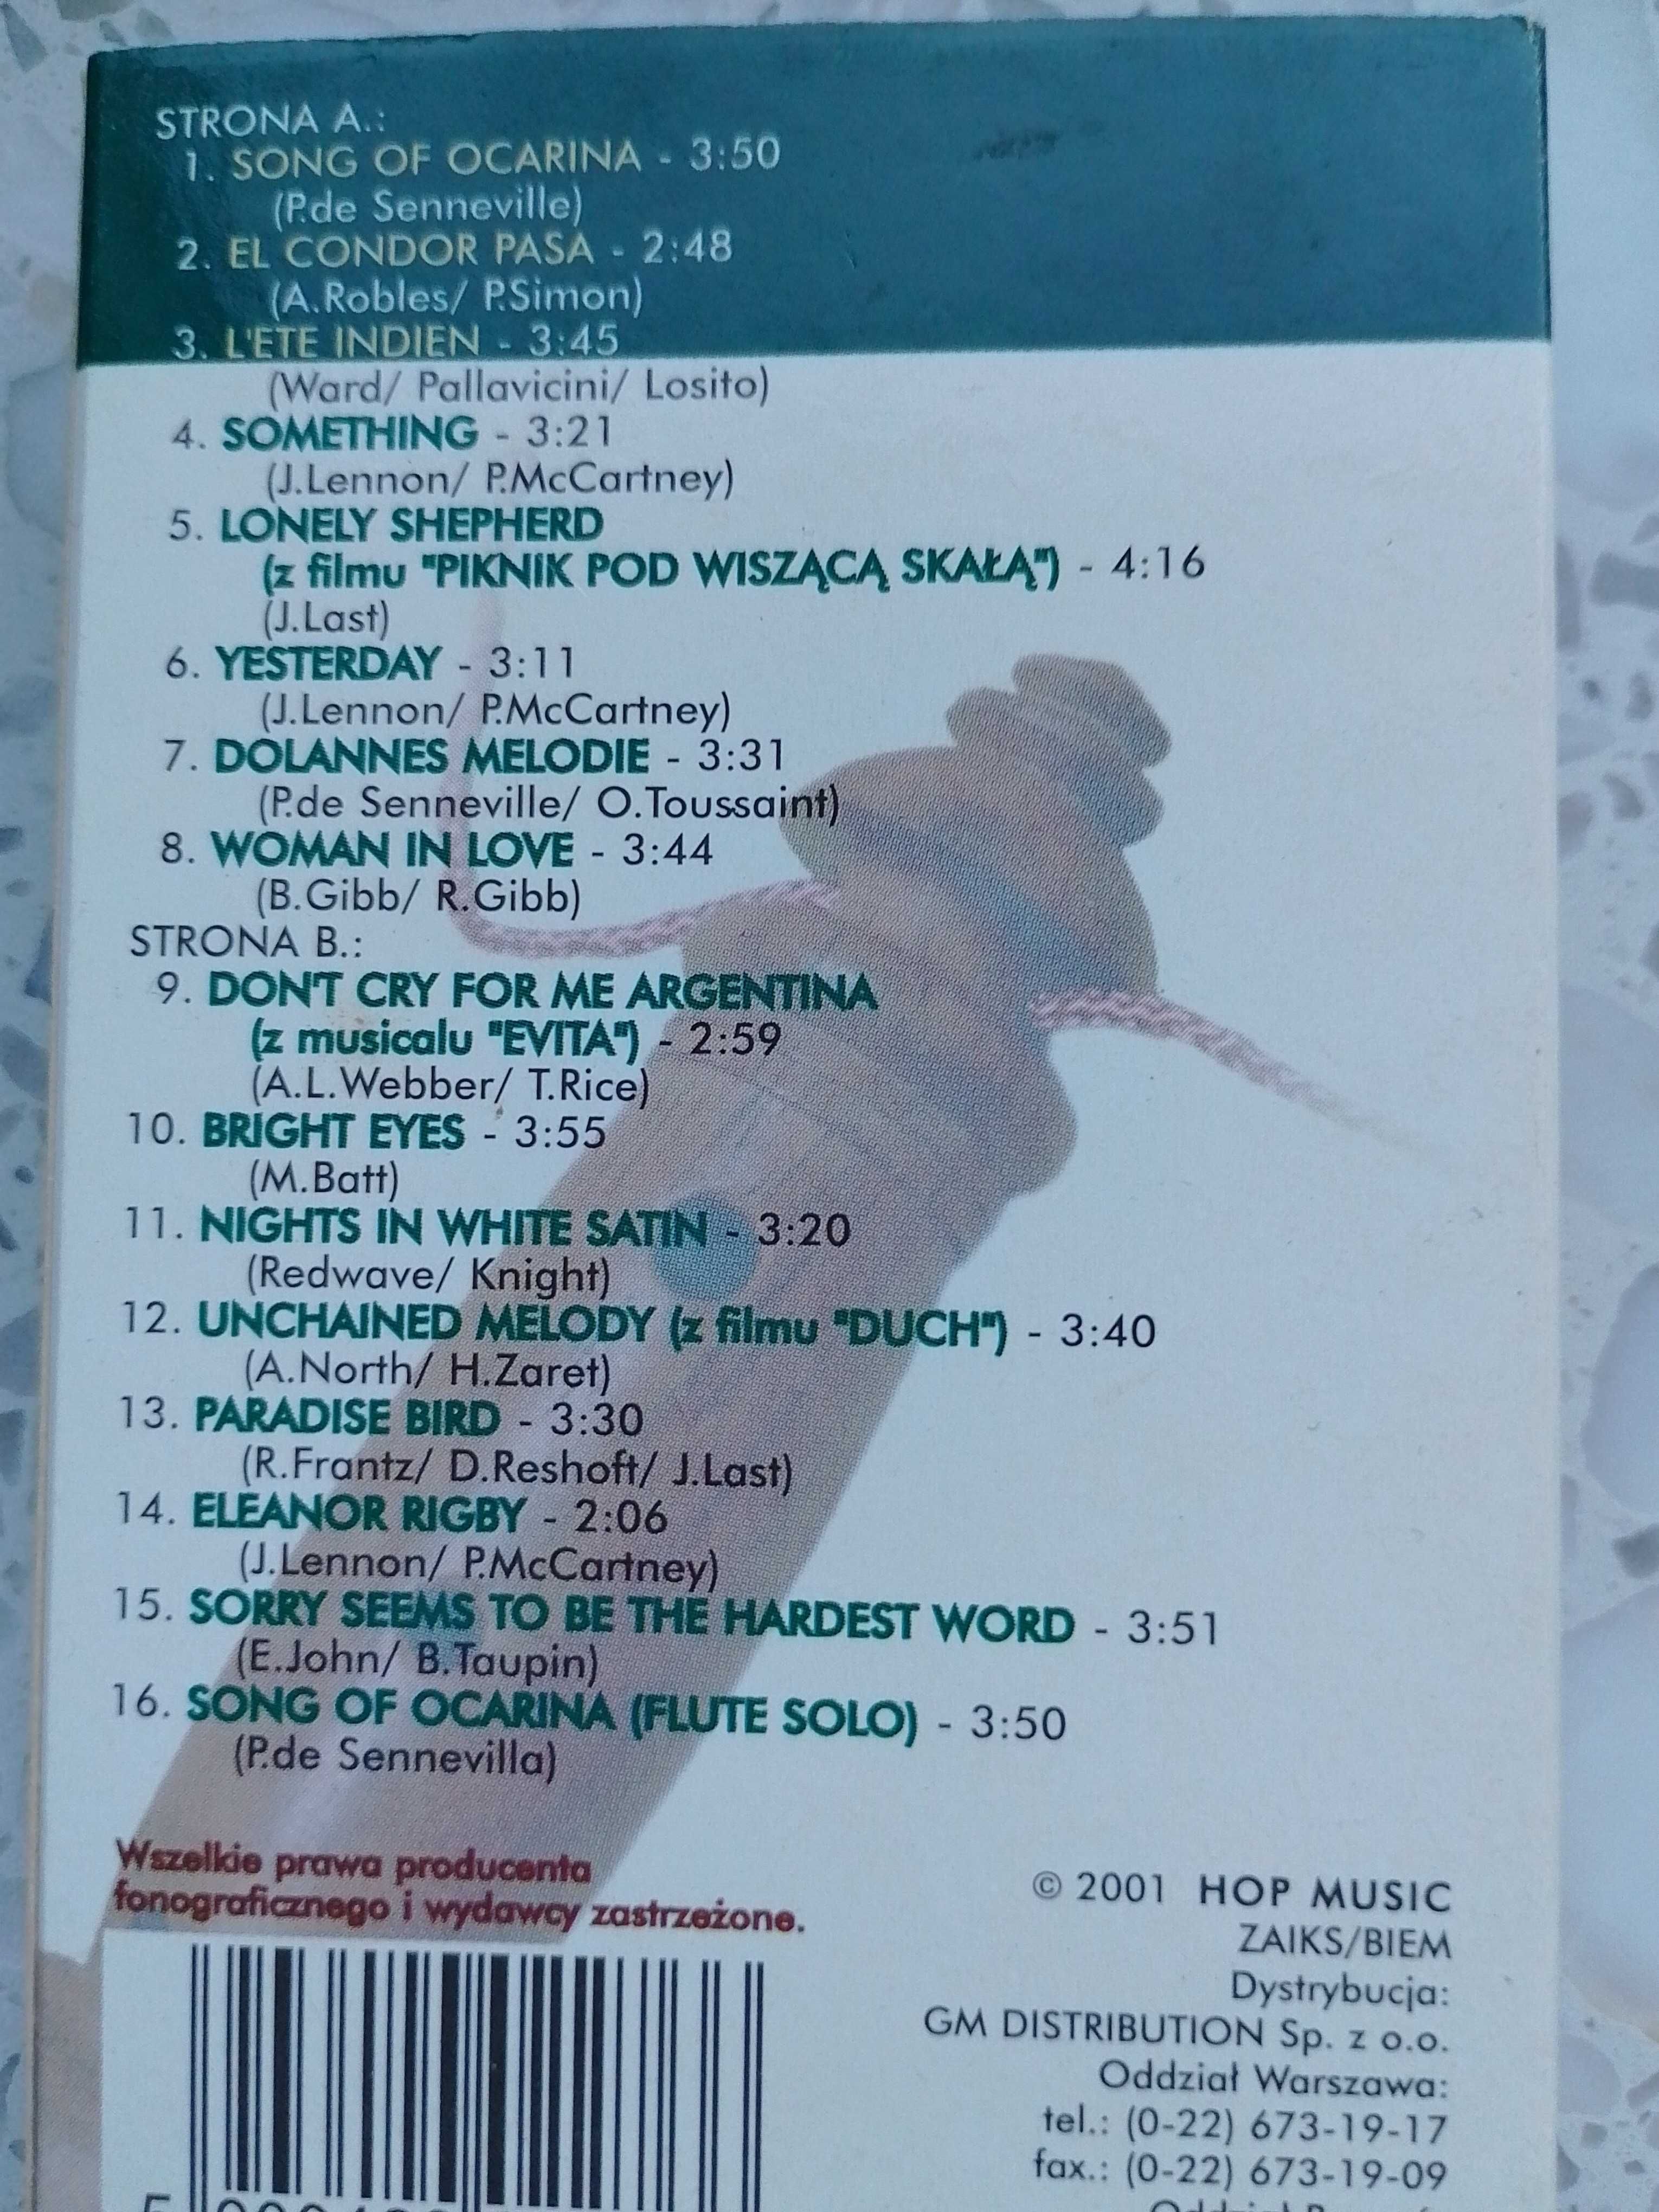 STRONA A.:
1. SONG OF OCARINA - 3:50
(P.de Senneville)
2. EL CONDOR PASA - 2:48
(A.Robles/ P.Simon)
3. L'ETE INDIEN - 3:45
(Ward/ Pallavicini/ Losito)
4. SOMETHING - 3:21
(J.Lennon/ P.McCartney)
5. LONELY SHEPHERD
(z filmu "PIKNIK POD WISZĄCĄ SKAŁĄ") - 4:16
(J.Last)
6. YESTERDAY - 3:11
(J.Lennon/ P.McCartney)
7. DOLANNES MELODIE - 3:31
(P.de Senneville/ O.Toussaint)
8. WOMAN IN LOVE - 3:44
(B.Gibb/ R.Gibb)
STRONA B.:
9. DON'T CRY FOR ME ARGENTINA
(z musicalu "EVITA") - 2:59
(A.L.Webber/ T.Rice)
10. BRIGHT EYES - 3:55
(M.Batt)
11. NIGHTS IN WHITE SATIN - 3:20
(Redwave/ Knight)
12. UNCHAINED MELODY (z filmu "DUCH") - 3:40
(A.North/ H.Zaret)
13. PARADISE BIRD - 3:30
(R.Frantz/ D.Reshoft/ J.Last)
14. ELEANOR RIGBY - 2:06
(J.Lennon/ P.McCartney)
15. SORRY SEEMS TO BE THE HARDEST WORD - 3:51
(E.John/ B.Taupin)
16. SONG OF OCARINA (FLUTE SOLO) - 3:50
(P.de Sennevilla)
Wszelkie prawa producenta
fonograficznego i wydawcy zastrzeżone.
© 2001 HOP MUSIC
ZAIKS/BIEM
Dystrybucja:
GM DISTRIBUTION Sp. z o.o.
Oddział Warszawa:
tel.: (0-22) 673-19-17
fax.: (0-22) 673-19-09